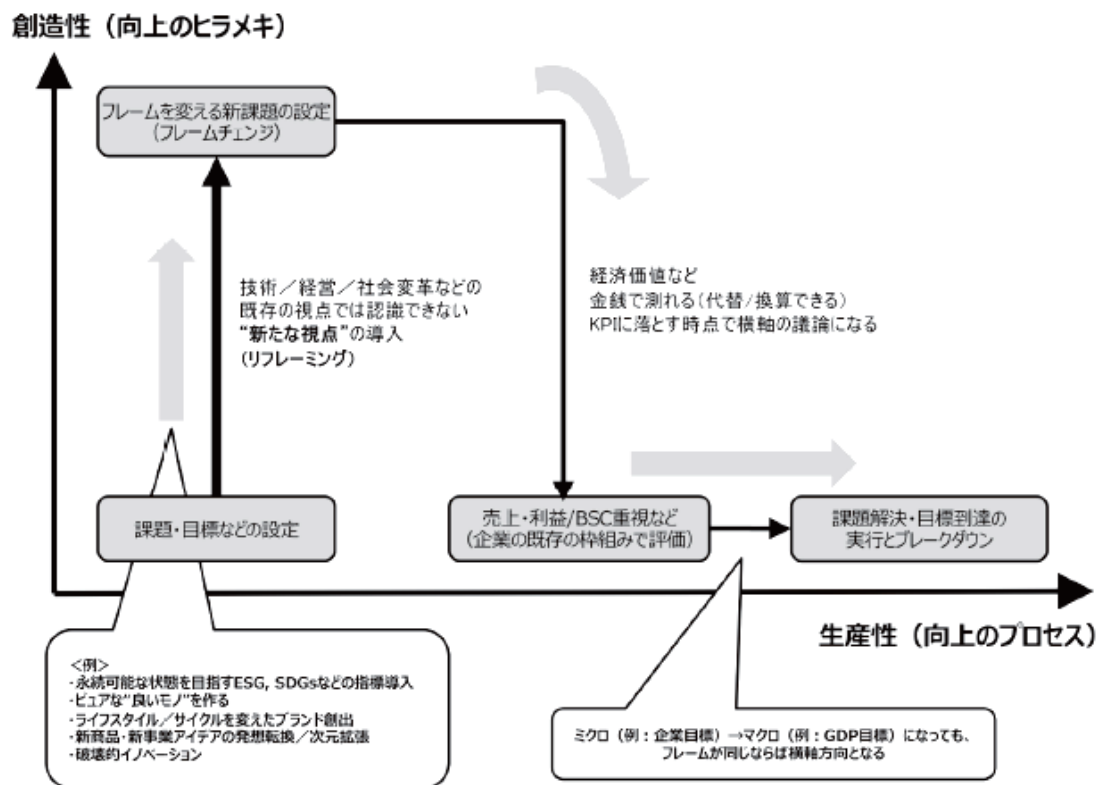 創造性（向上のヒラメキ）
フレームを変える新課題の設定
（フレームチェンジ）
技術／経営／社会変革などの
既存の視点では認識できない
“新たな視点”の導入
（リフレーミング）
経済価値など
金銭で測れる（代替/換算できる）
KPIに落とす時点で横軸の議論になる
課題・目標などの設定
売上・利益/BSC重視など
（企業の既存の枠組みで評価）
課題解決・目標到達の
実行とブレークダウン
生産性（向上のプロセス）
＜例＞
・永続可能な状態を目指すESG, SDGsなどの指標導入
・ピュアな“良いモノ”を作る
・ライフスタイル／サイクルを変えたブランド創出
・新商品・新事業アイデアの発想転換／次元拡張
・破壊的イノベーション
ミクロ（例：企業目標）→マクロ（例：GDP目標）になっても、
フレームが同じならば横軸方向となる